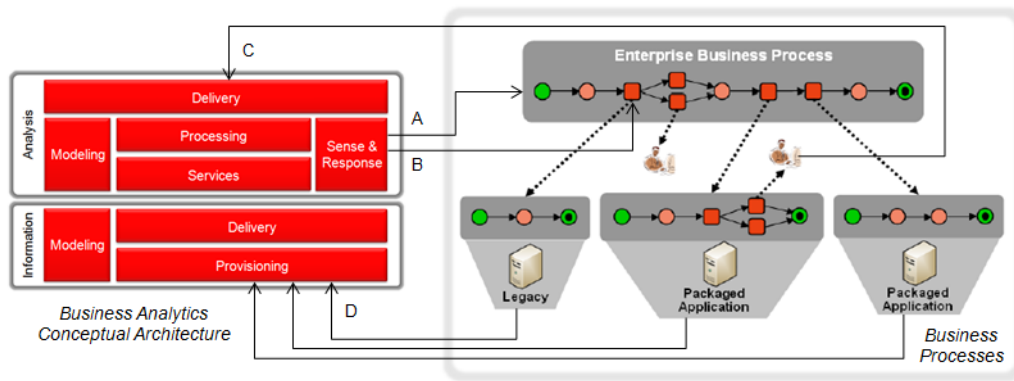 C
Enterprise Business Process
Analysis
Delivery
Modeling
Processing
Services
Sense &
Response
A
B
Information
Modeling
Delivery
Provisioning
D
Legacy
Packaged
Application
Packaged
Application
Business Analytics
Conceptual Architecture
Business
Processes